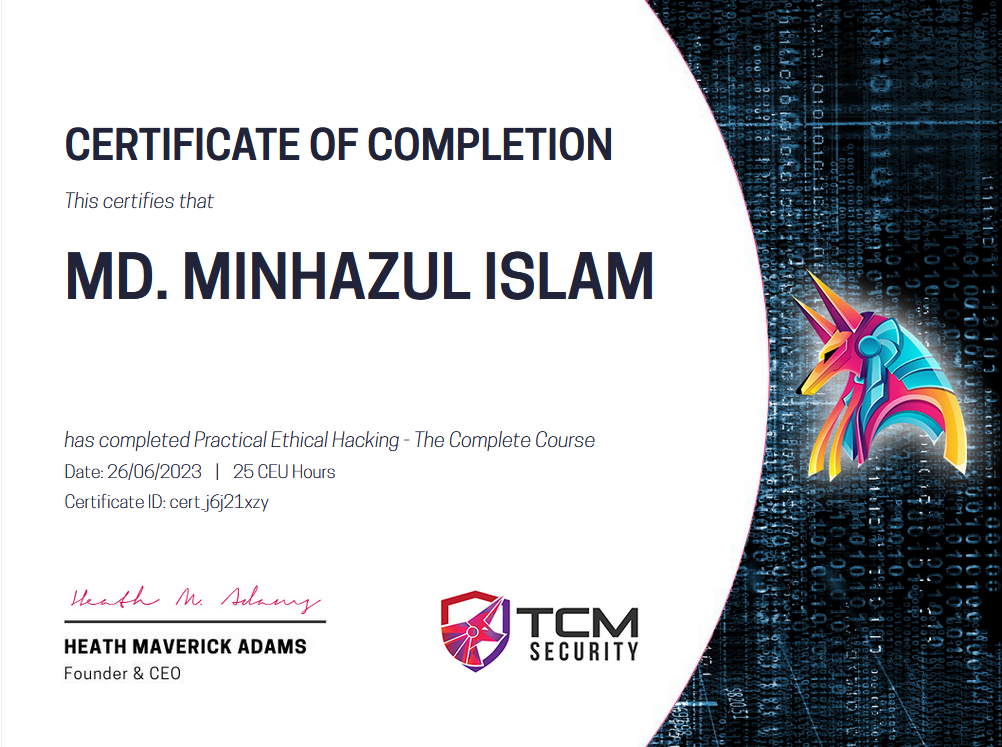 CERTIFICATE OF COMPLETION
This certifies that
MD. MINHAZUL ISLAM
has completed Practical Ethical Hacking - The Complete Course
Date: 26/06/2023 | 25 CEU Hours
Certificate ID: cert_j6j21xzy
Heath M. Adams
HEATH MAVERICK ADAMS
Founder & CEO
TCM
SECURITY